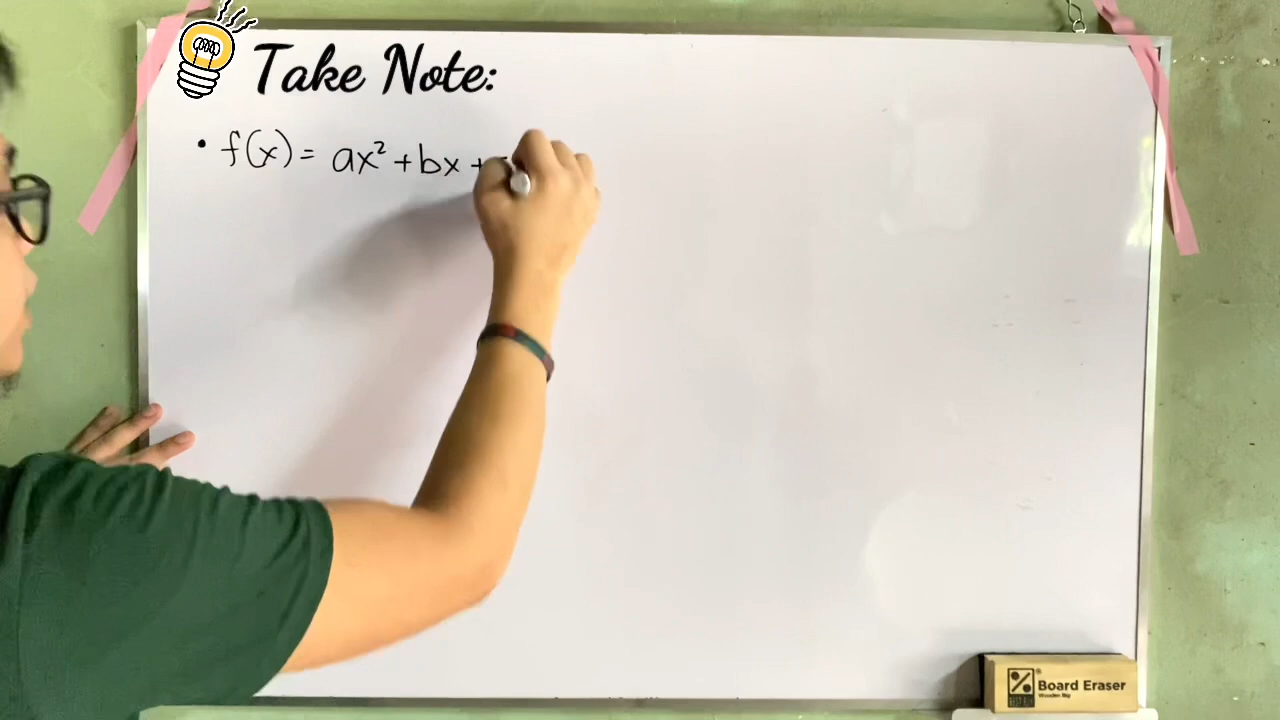 Take Note:
• f(x) = ax² + bx +
Board Eraser